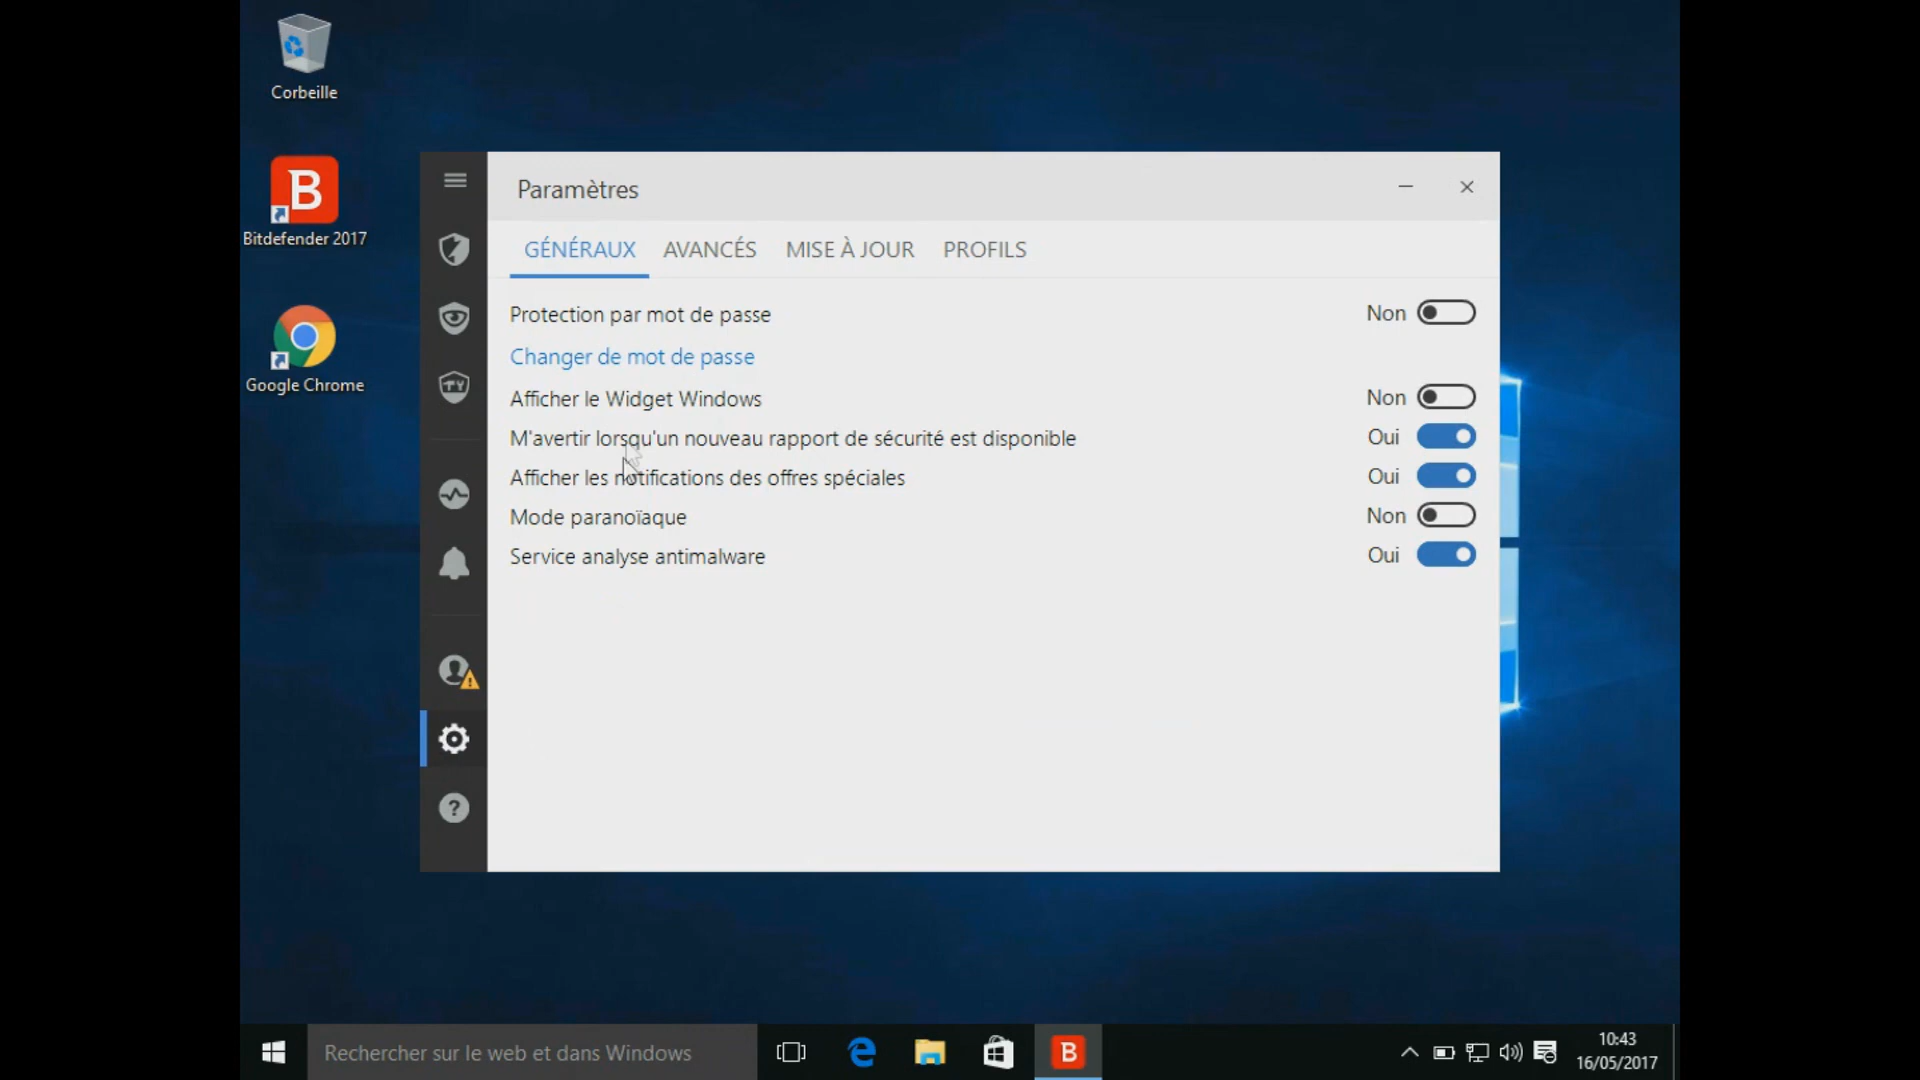 Corbeille
Bitdefender 2017
Google Chrome
Paramètres
GÉNÉRAUX AVANCÉS MISE À JOUR PROFILS
Protection par mot de passe Non
Changer de mot de passe
Afficher le Widget Windows Non
M'avertir lorsqu'un nouveau rapport de sécurité est disponible Oui
Afficher les notifications des offres spéciales Oui
Mode paranoïaque Non
Service analyse antimalware Oui
Rechercher sur le web et dans Windows
10:43
16/05/2017